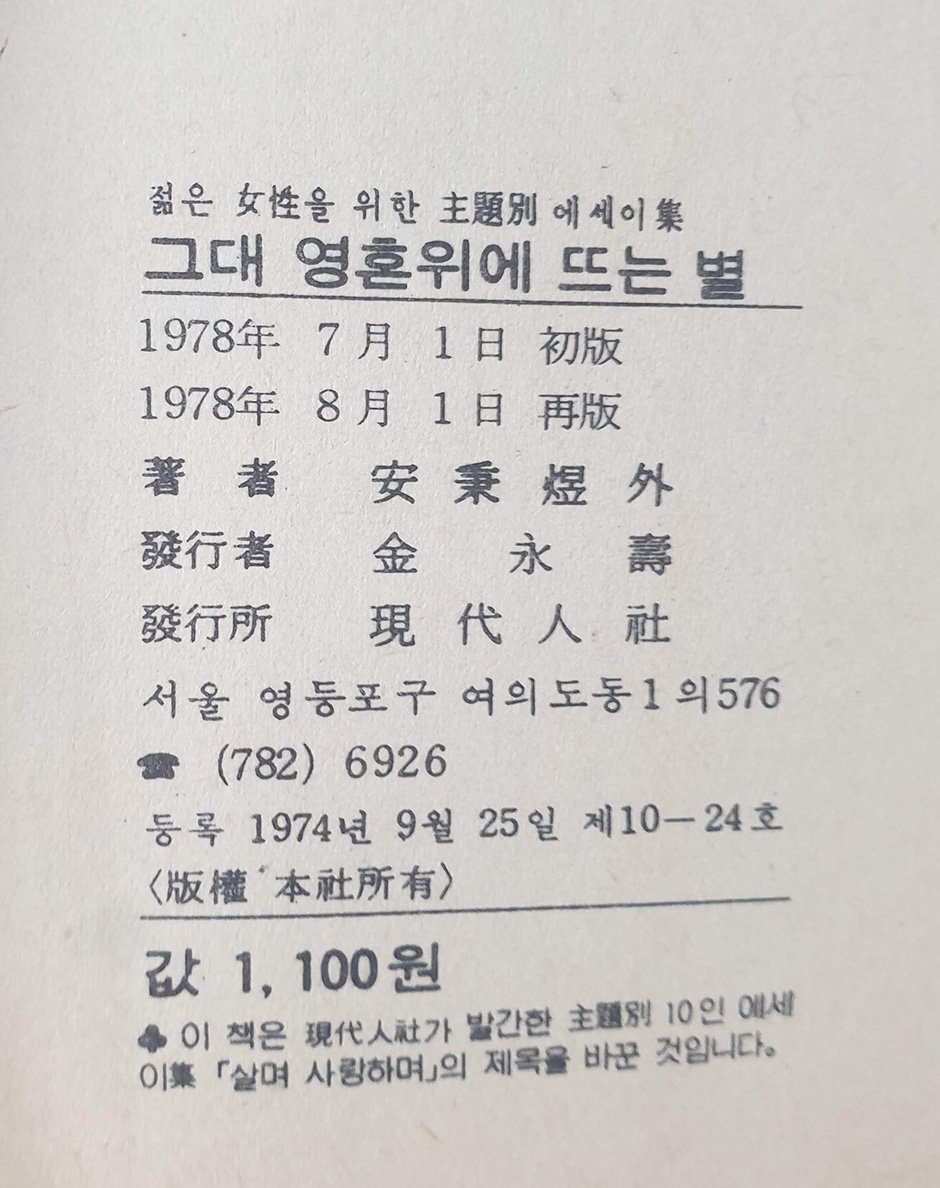 젊은 女性을 위한 主題別 에세이集
그대 영혼위에 뜨는 별
1978年 7月 1日 初版
1978年 8月 1日 再版
著者 安秉煜外
發行者 金永壽
發行所 現代人社
서울 영등포구 여의도동1의576
☎ (782) 6926
등록 1974년 9월 25일 제10-24호
〈版權 本社所有〉
값 1,100원
♣ 이 책은 現代人社가 발간한 主題別 10인 에세
이集 「살며 사랑하며」의 제목을 바꾼 것입니다.